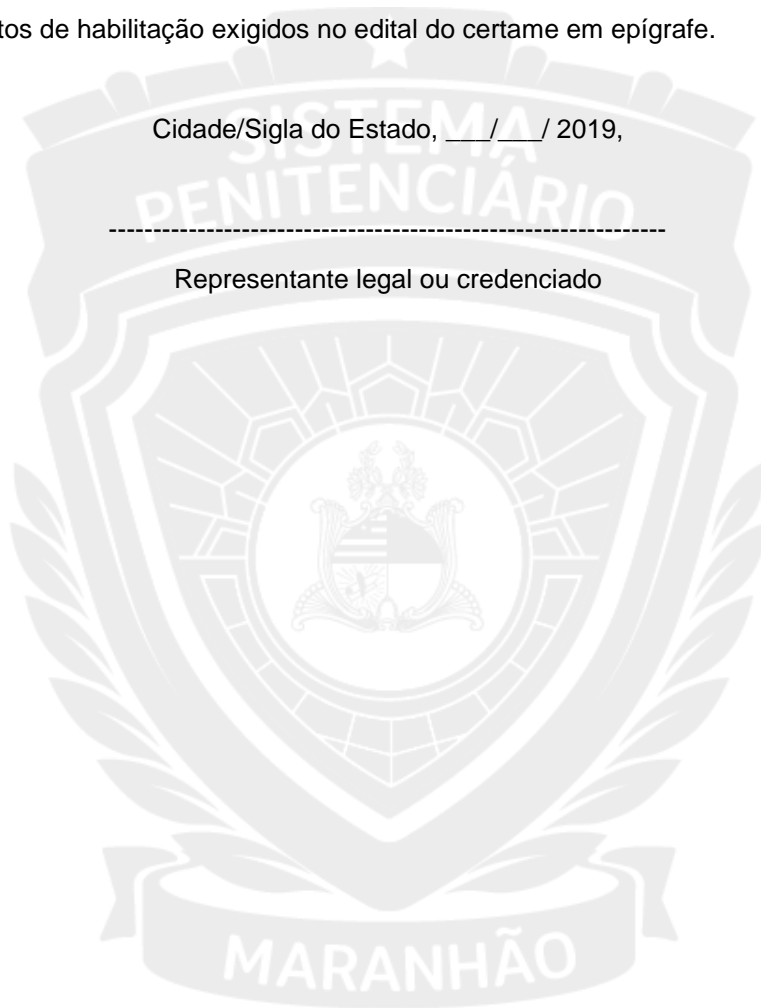 tos de habilitação exigidos no edital do certame em epígrafe.
Cidade/Sigla do Estado, ___/___/ 2019,
SISTEMA
PENITENCIÁRIO
---------------------------------------------------------------
Representante legal ou credenciado
MARANHÃO